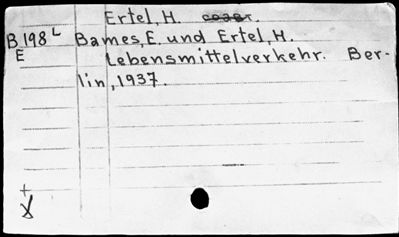 Ertel, H.
B 198 L Bames, E. und Ertel, H.
E Lebensmittelverkehr. Ber-
lin, 1937.